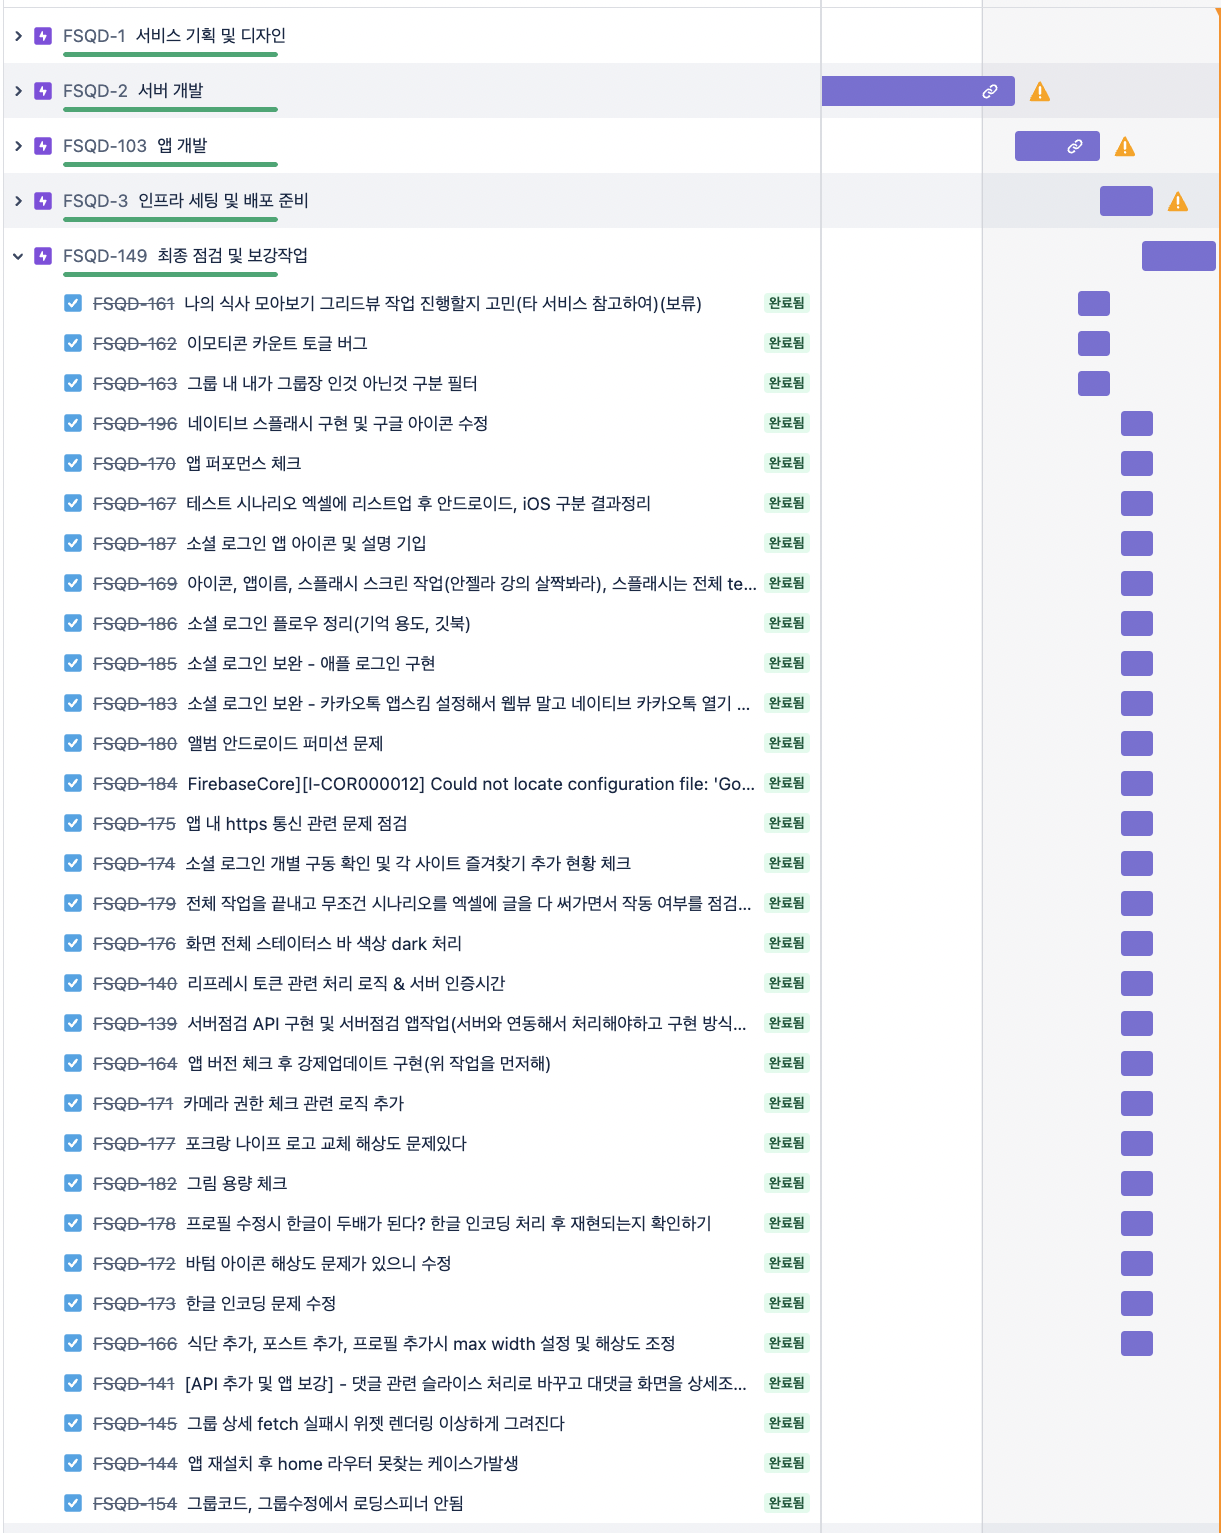 FSQD-1 서비스 기획 및 디자인
FSQD-2 서버 개발
FSQD-103 앱 개발
FSQD-3 인프라 세팅 및 배포 준비
FSQD-149 최종 점검 및 보강작업
FSQD-161 나의 식사 모아보기 그리드뷰 작업 진행할지 고민(타 서비스 참고하여)(보류) 완료됨
FSQD-162 이모티콘 카운트 토글 버그 완료됨
FSQD-163 그룹 내 내가 그룹장 인것 아닌것 구분 필터 완료됨
FSQD-196 네이티브 스플래시 구현 및 구글 아이콘 수정 완료됨
FSQD-170 앱 퍼포먼스 체크 완료됨
FSQD-167 테스트 시나리오 엑셀에 리스트업 후 안드로이드, iOS 구분 결과정리 완료됨
FSQD-187 소셜 로그인 앱 아이콘 및 설명 기입 완료됨
FSQD-169 아이콘, 앱이름, 스플래시 스크린 작업(안젤라 강의 살짝봐라), 스플래시는 전체 te... 완료됨
FSQD-186 소셜 로그인 플로우 정리(기억 용도, 깃북) 완료됨
FSQD-185 소셜 로그인 보완 - 애플 로그인 구현 완료됨
FSQD-183 소셜 로그인 보완 - 카카오톡 앱스킴 설정해서 웹뷰 말고 네이티브 카카오톡 열기 ... 완료됨
FSQD-180 앨범 안드로이드 퍼미션 문제 완료됨
FSQD-184 FirebaseCore][I-COR000012] Could not locate configuration file: 'Go... 완료됨
FSQD-175 앱 내 https 통신 관련 문제 점검 완료됨
FSQD-174 소셜 로그인 개별 구동 확인 및 각 사이트 즐겨찾기 추가 현황 체크 완료됨
FSQD-179 전체 작업을 끝내고 무조건 시나리오를 엑셀에 글을 다 써가면서 작동 여부를 점검... 완료됨
FSQD-176 화면 전체 스테이터스 바 색상 dark 처리 완료됨
FSQD-140 리프레시 토큰 관련 처리 로직 & 서버 인증시간 완료됨
FSQD-139 서버점검 API 구현 및 서버점검 앱작업(서버와 연동해서 처리해야하고 구현 방식... 완료됨
FSQD-164 앱 버전 체크 후 강제업데이트 구현(위 작업을 먼저해) 완료됨
FSQD-171 카메라 권한 체크 관련 로직 추가 완료됨
FSQD-177 포크랑 나이프 로고 교체 해상도 문제있다 완료됨
FSQD-182 그림 용량 체크 완료됨
FSQD-178 프로필 수정시 한글이 두배가 된다? 한글 인코딩 처리 후 재현되는지 확인하기 완료됨
FSQD-172 바텀 아이콘 해상도 문제가 있으니 수정 완료됨
FSQD-173 한글 인코딩 문제 수정 완료됨
FSQD-166 식단 추가, 포스트 추가, 프로필 추가시 max width 설정 및 해상도 조정 완료됨
FSQD-141 [API 추가 및 앱 보강] - 댓글 관련 슬라이스 처리로 바꾸고 대댓글 화면을 상세조... 완료됨
FSQD-145 그룹 상세 fetch 실패시 위젯 렌더링 이상하게 그려진다 완료됨
FSQD-144 앱 재설치 후 home 라우터 못찾는 케이스가발생 완료됨
FSQD-154 그룹코드, 그룹수정에서 로딩스피너 안됨 완료됨